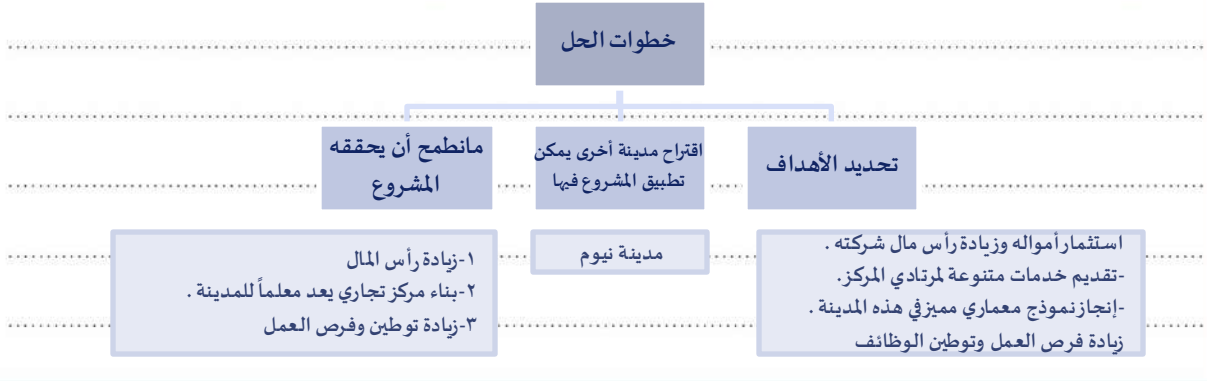 خطوات الحل
تحديد الأهداف
اقتراح مدينة أخرى يمكن
تطبيق المشروع فيها
مانطمح أن يحققه
المشروع
استثمار أمواله وزيادة رأس مال شركته .
-تقديم خدمات متنوعة لمرتادي المركز.
-إنجاز نموذج معماري مميز في هذه المدينة .
زيادة فرص العمل وتوطين الوظائف
مدينة نيوم
١-زيادة رأس المال
٢-بناء مركز تجاري يعد معلماً للمدينة .
٣-زيادة توطين وفرص العمل